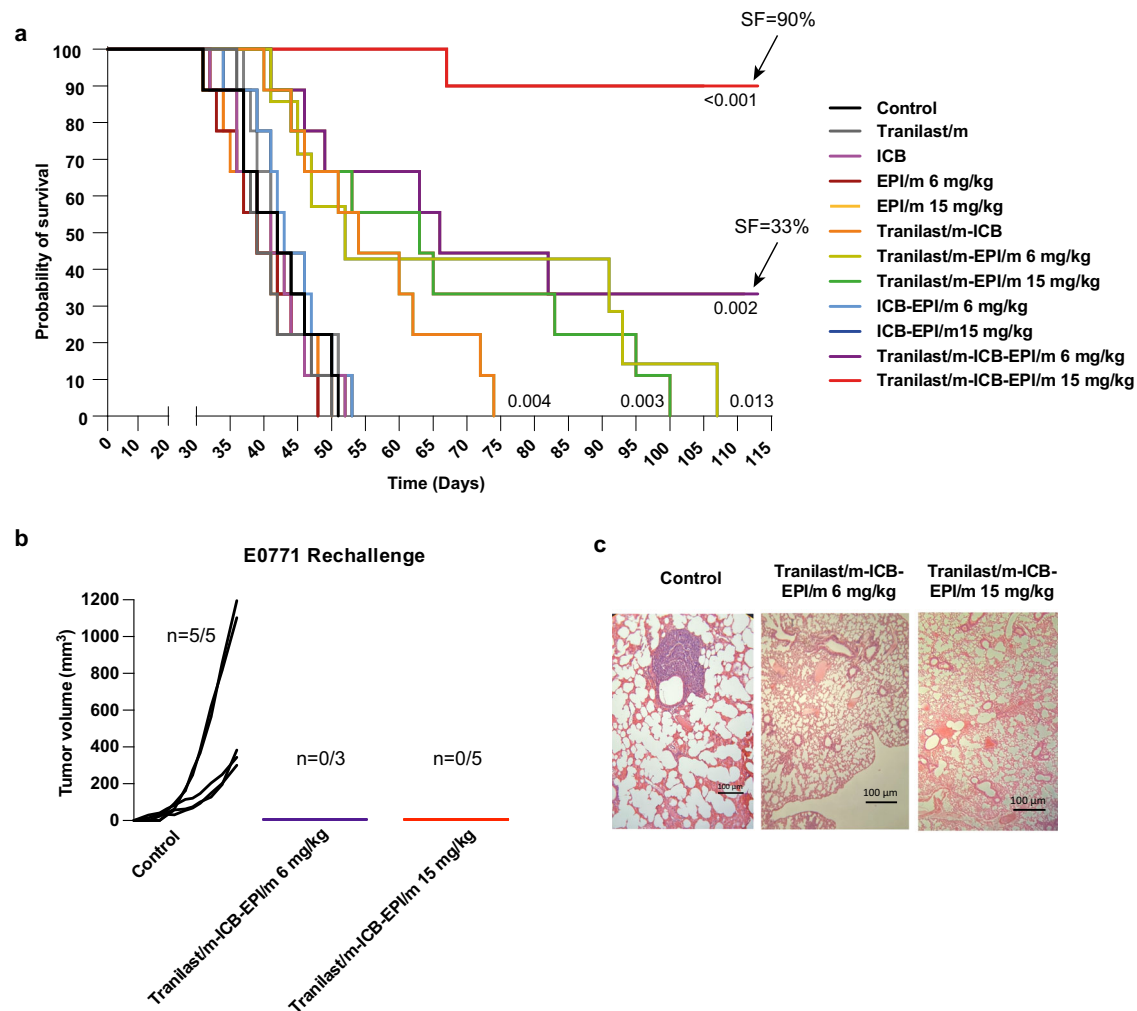 a
SF=90%
100
90
80
70
60
50
40
30
20
10
0
Probability of survival
<0.001
SF=33%
0.002
0.004
0.003
0.013
0
10
20
30
35
40
45
50
55
60
65
70
75
80
85
90
95
100
105
110
115
Time (Days)
Control
Tranilast/m
ICB
EPI/m 6 mg/kg
EPI/m 15 mg/kg
Tranilast/m-ICB
Tranilast/m-EPI/m 6 mg/kg
Tranilast/m-EPI/m 15 mg/kg
ICB-EPI/m 6 mg/kg
ICB-EPI/m15 mg/kg
Tranilast/m-ICB-EPI/m 6 mg/kg
Tranilast/m-ICB-EPI/m 15 mg/kg
b
E0771 Rechallenge
1200
1000
800
600
400
200
0
Tumor volume (mm³)
n=5/5
n=0/3
n=0/5
Control
Tranilast/m-ICB-EPI/m 6 mg/kg
Tranilast/m-ICB-EPI/m 15 mg/kg
c
Control
Tranilast/m-ICB-
EPI/m 6 mg/kg
Tranilast/m-ICB-
EPI/m 15 mg/kg
100 µm
100 µm
100 µm